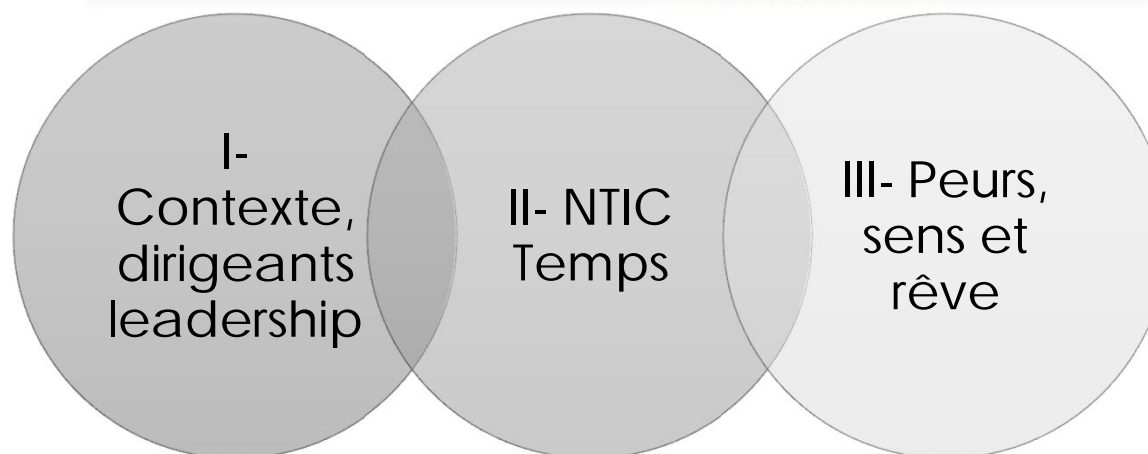 I-
Contexte,
dirigeants
leadership
II- NTIC
Temps
III- Peurs,
sens et
rêve